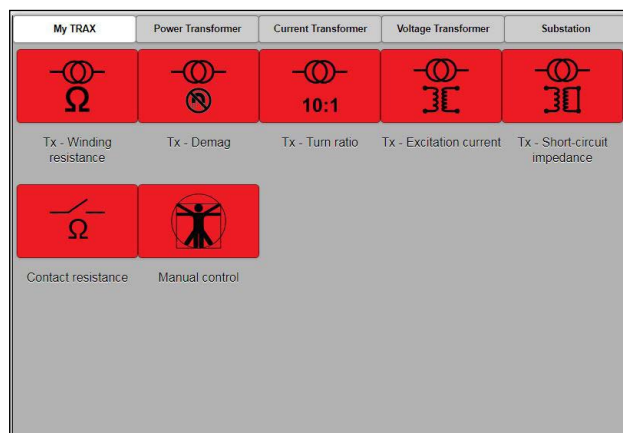 My TRAX
Power Transformer
Current Transformer
Voltage Transformer
Substation
Ω
10:1
Tx - Winding
resistance
Tx - Demag
Tx - Turn ratio
Tx - Excitation current
Tx - Short-circuit
impedance
Ω
Contact resistance
Manual control